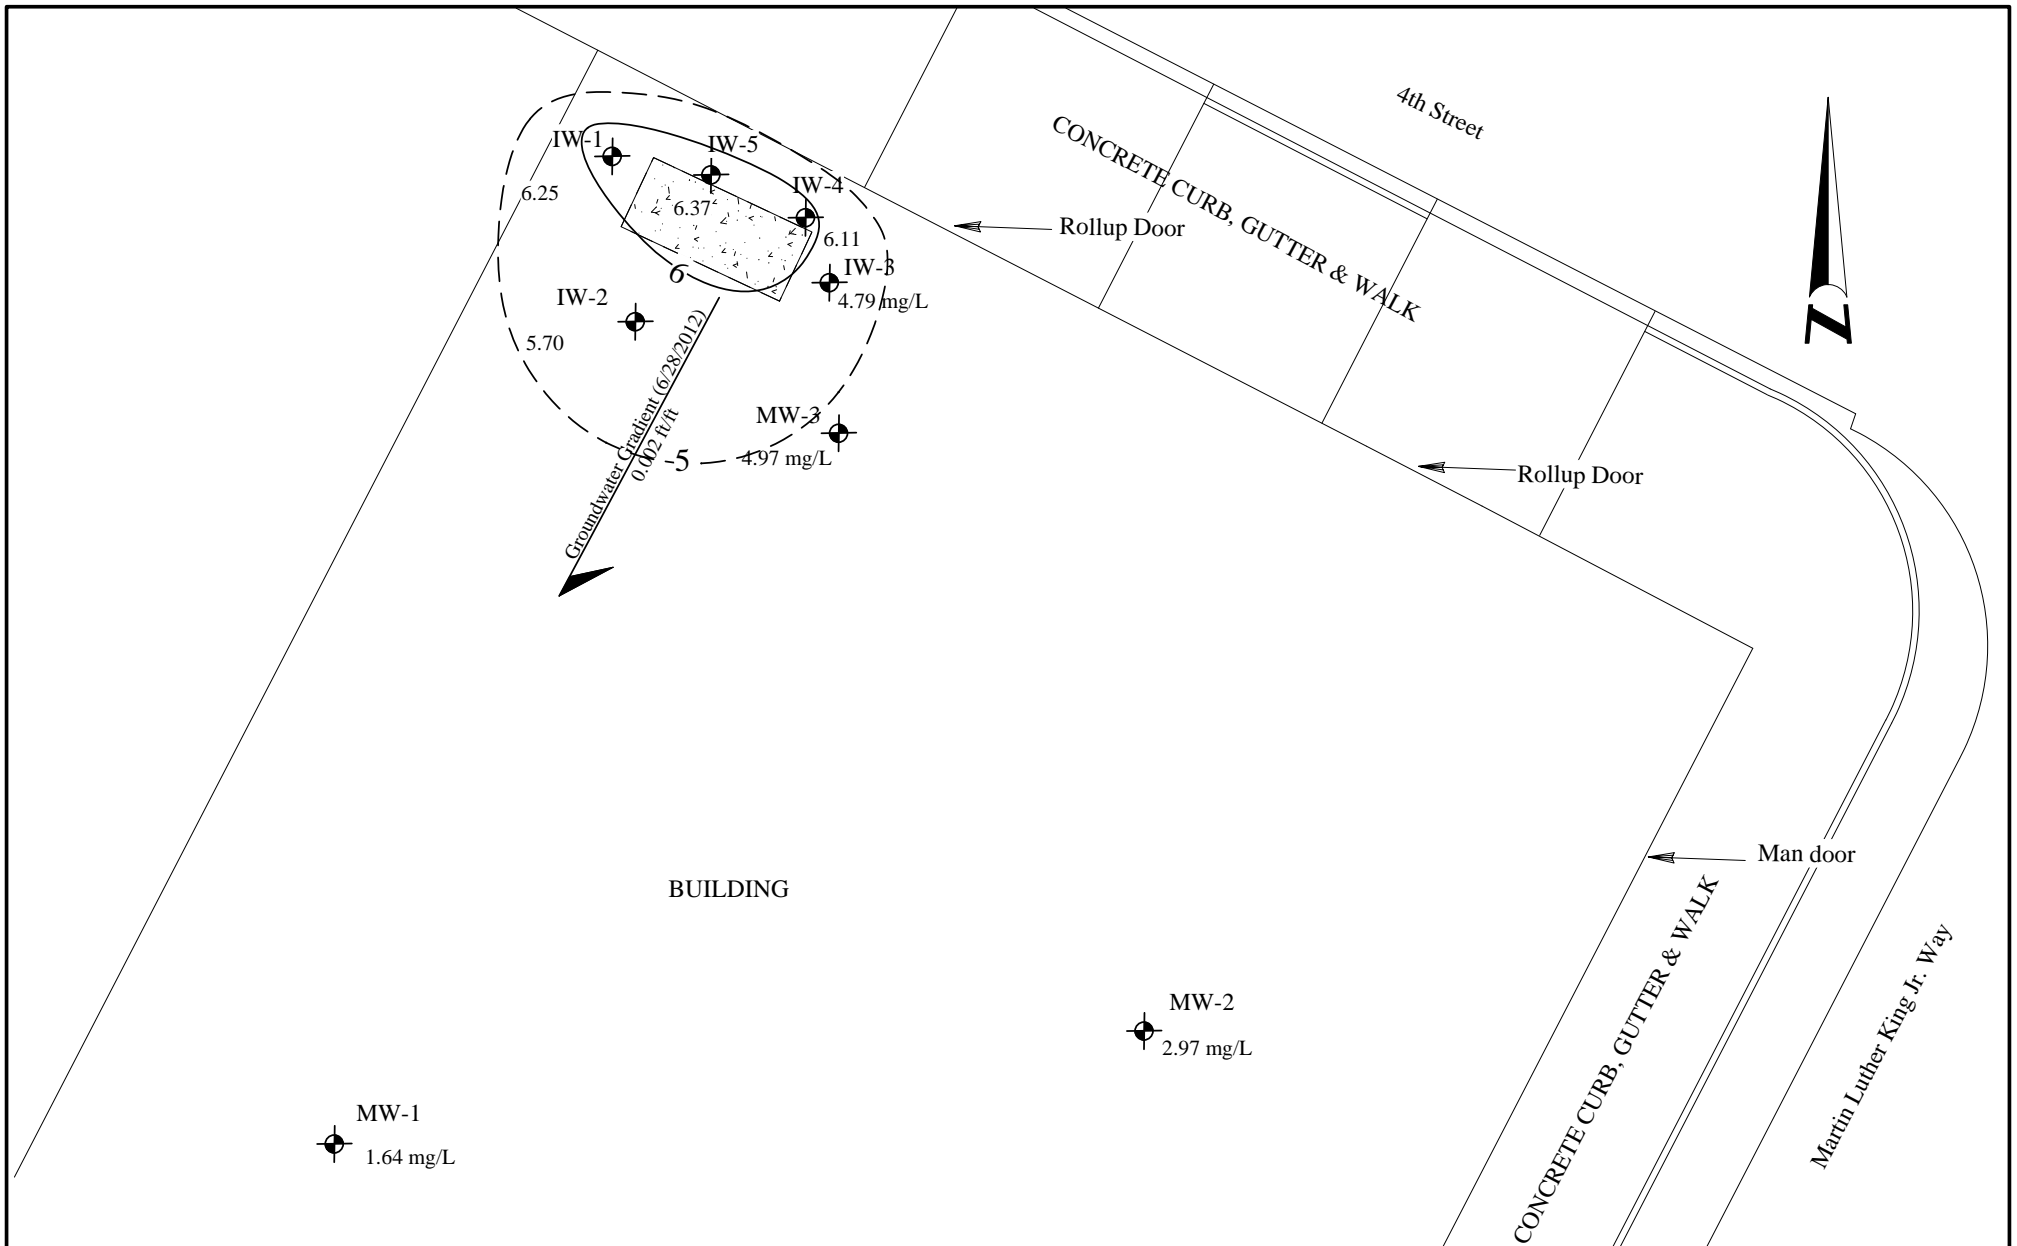 4th Street
CONCRETE CURB, GUTTER & WALK
IW-1
IW-5
IW-4
6.25
6.37
6.11
Rollup Door
IW-3
4.79 mg/L
6
IW-2
5.70
Groundwater Gradient (6/28/2012)
0.002 ft/ft
MW-3
4.97 mg/L
5
Rollup Door
N
Man door
BUILDING
CONCRETE CURB, GUTTER & WALK
Martin Luther King Jr. Way
MW-2
2.97 mg/L
MW-1
1.64 mg/L